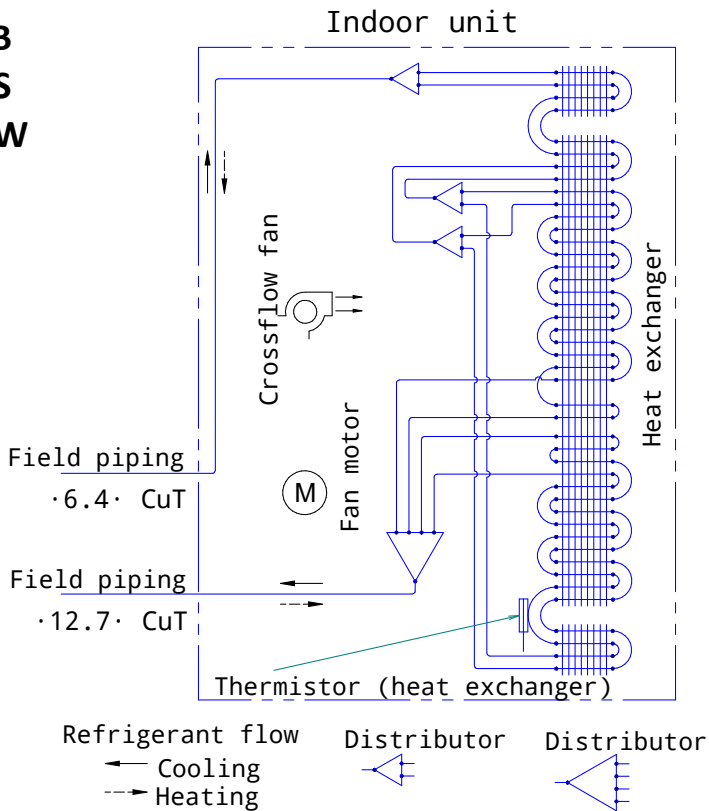 Indoor unit
B
S
W
Crossflow fan
Heat exchanger
Fan motor
M
Field piping
·6.4· CuT
Field piping
·12.7· CuT
Thermistor (heat exchanger)
Refrigerant flow
Cooling
Heating
Distributor
Distributor